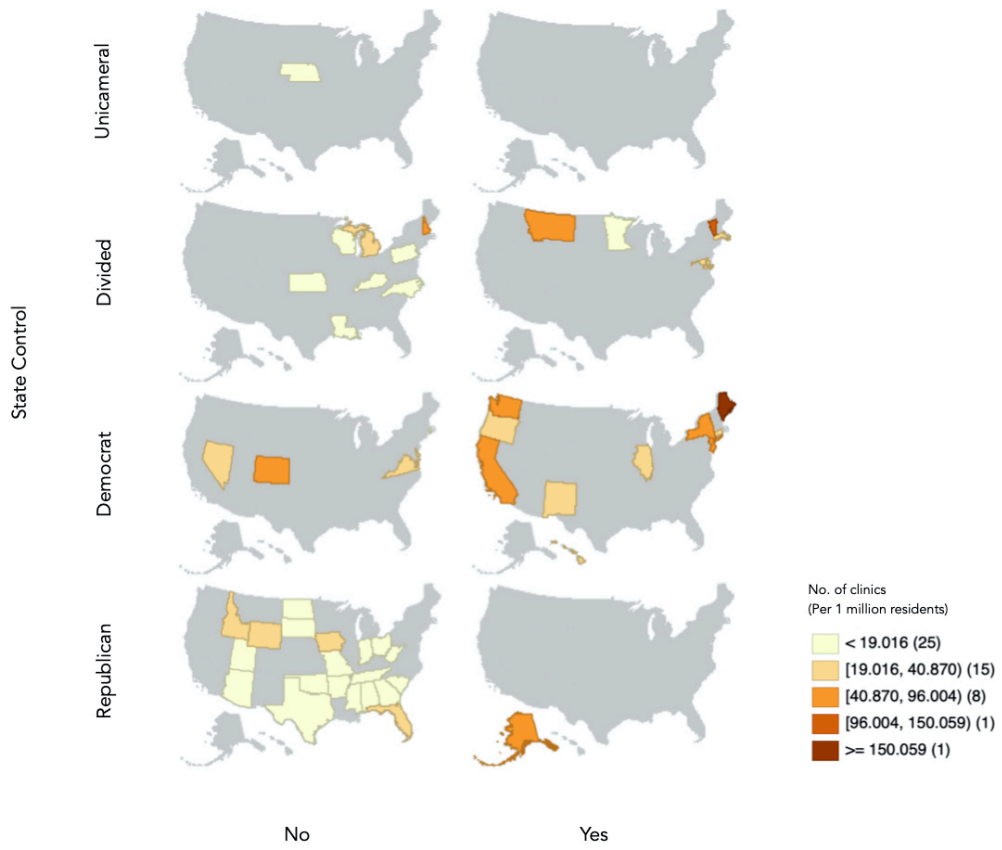 Unicameral
Divided
State Control
Democrat
Republican
No. of clinics
(Per 1 million residents)
< 19.016 (25)
[19.016, 40.870) (15)
[40.870, 96.004) (8)
[96.004, 150.059) (1)
>= 150.059 (1)
No
Yes